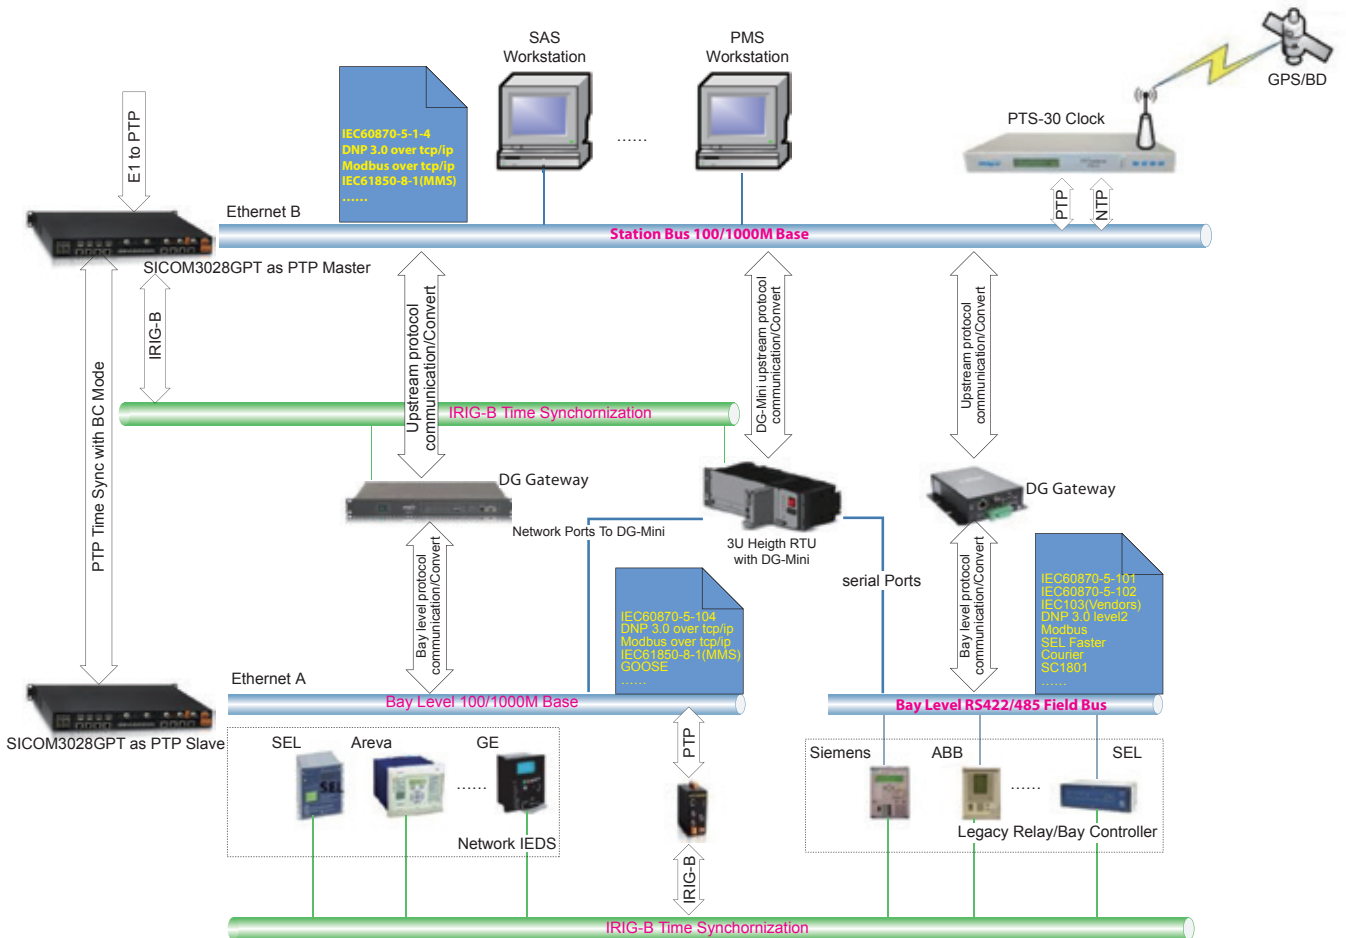 SAS
Workstation
PMS
Workstation
GPS/BD
PTS-30 Clock
IEC60870-5-1-4
DNP 3.0 over tcp/ip
Modbus over tcp/ip
IEC61850-8-1(MMS)
......
......
E1 to PTP
PTP
NTP
Ethernet B
Station Bus 100/1000M Base
SICOM3028GPT as PTP Master
IRIG-B
PTP Time Sync with BC Mode
Upstream protocol
communication/Convert
DG-Mini upstream protocol
communication/Convert
Upstream protocol
communication/Convert
IRIG-B Time Synchornization
DG Gateway
DG Gateway
Network Ports To DG-Mini
3U Heigth RTU
with DG-Mini
serial Ports
Bay level protocol
communication/Convert
Bay level protocol
communication/Convert
IEC60870-5-104
DNP 3.0 over tcp/ip
Modbus over tcp/ip
IEC61850-8-1(MMS)
GOOSE
......
IEC60870-5-101
IEC60870-5-102
IEC103(Vendors)
DNP 3.0 level2
Modbus
SEL Faster
Courier
SC1801
......
Ethernet A
Bay Level 100/1000M Base
Bay Level RS422/485 Field Bus
SICOM3028GPT as PTP Slave
SEL
Areva
GE
......
SEL
Network IEDS
PTP
IRIG-B
Siemens
ABB
SEL
......
Legacy Relay/Bay Controller
IRIG-B Time Synchornization